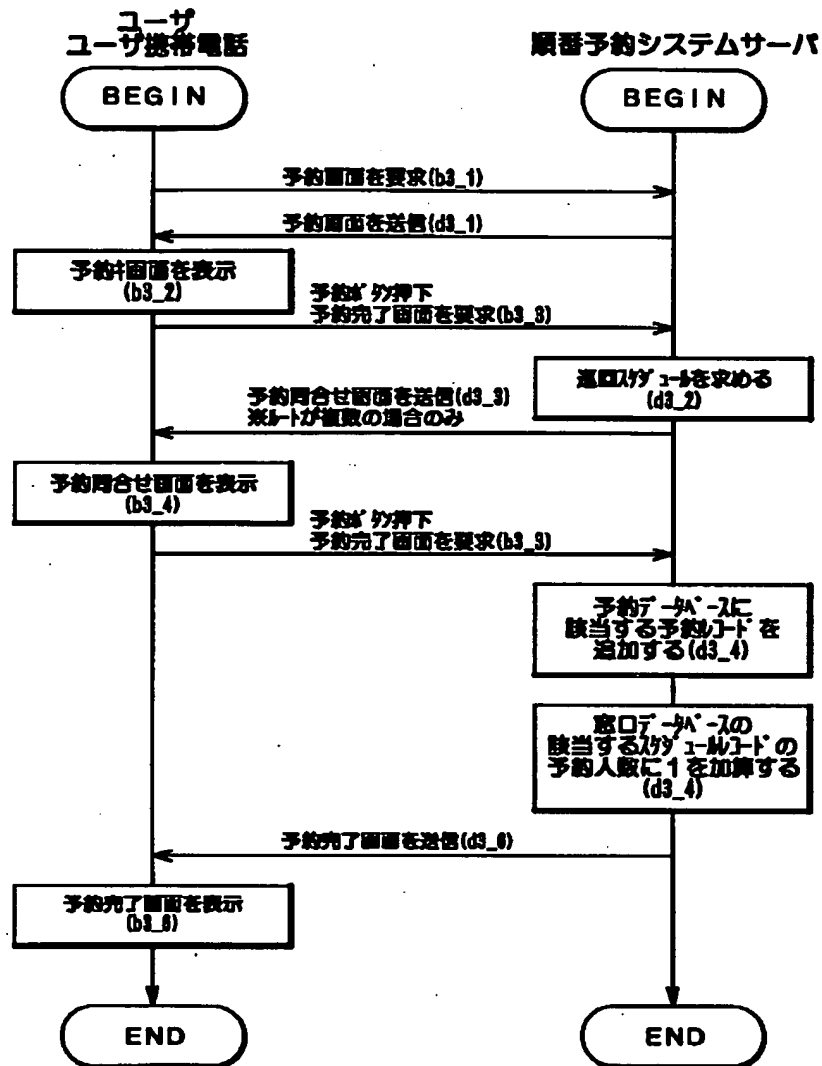 ユーザ
ユーザ携帯電話
順番予約システムサーバ
BEGIN
BEGIN
予約画面を要求(b3_1)
予約画面を送信(d3_1)
予約画面を表示
(b3_2)
予約ﾎﾞﾀﾝ押下
予約完了画面を要求(b3_3)
巡回ｽｹｼﾞｭｰﾙを求める
(d3_2)
予約問合せ画面を送信(d3_3)
※ﾙｰﾄが複数の場合のみ
予約問合せ画面を表示
(b3_4)
予約ﾎﾞﾀﾝ押下
予約完了画面を要求(b3_3)
予約ﾃﾞｰﾀﾍﾞｰｽに
該当する予約ﾚｺｰﾄﾞを
追加する(d3_4)
窓口ﾃﾞｰﾀﾍﾞｰｽの
該当するｽｹｼﾞｭｰﾙﾚｺｰﾄﾞの
予約人数に1を加算する
(d3_4)
予約完了画面を送信(d3_6)
予約完了画面を表示
(b3_6)
END
END